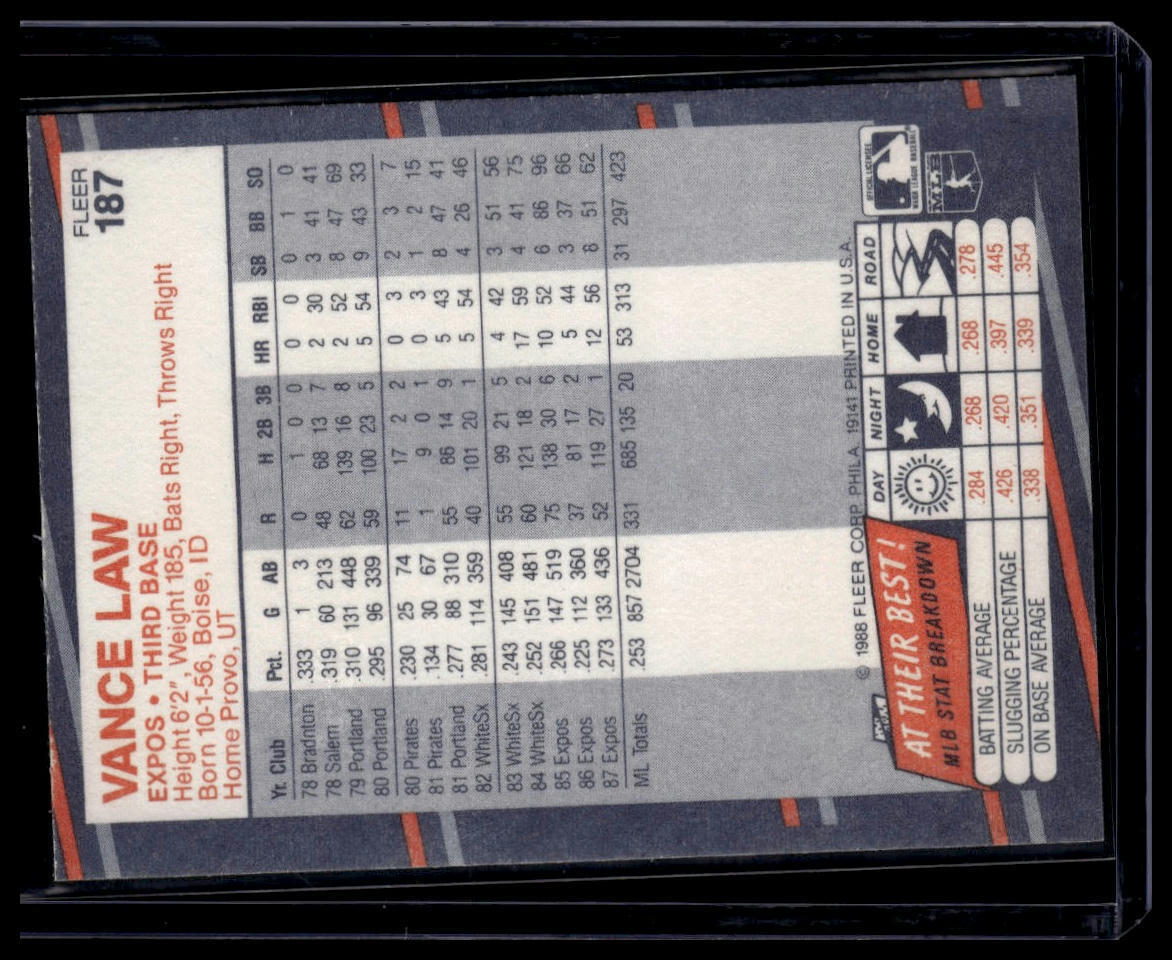 FLEER
187
VANCE LAW
EXPOS • THIRD BASE
Height 6'2", Weight 185, Bats Right, Throws Right
Born 10-1-56, Boise, ID
Home Provo, UT
Yr. Club Pct. G AB R H 2B 3B HR RBI SB BB SO
78 Bradnton .333 1 3 0 1 0 0 0 0 0 1 0
78 Salem .319 60 213 48 68 13 7 2 30 3 41 41
79 Portland .310 131 448 62 139 16 8 2 52 8 47 69
80 Portland .295 96 339 59 100 23 5 5 54 9 43 33
80 Pirates .230 25 74 11 17 2 2 0 3 2 3 7
81 Pirates .134 30 67 1 9 0 1 0 3 1 2 15
81 Portland .277 88 310 55 86 14 9 5 43 8 47 41
82 WhiteSx .281 114 359 40 101 20 1 5 54 4 26 46
83 WhiteSx .243 145 408 55 99 21 5 4 42 3 51 56
84 WhiteSx .252 151 481 60 121 18 2 17 59 4 41 75
85 Expos .266 147 519 75 138 30 6 10 52 6 86 96
86 Expos .225 112 360 37 81 17 2 5 44 3 37 66
87 Expos .273 133 436 52 119 27 1 12 56 8 51 62
ML Totals .253 857 2704 331 685 135 20 53 313 31 297 423
© 1988 FLEER CORP. PHILA. 19141 PRINTED IN U.S.A.
AT THEIR BEST!
MLB STAT BREAKDOWN
DAY NIGHT HOME ROAD
BATTING AVERAGE .284 .268 .268 .278
SLUGGING PERCENTAGE .426 .420 .397 .445
ON BASE AVERAGE .338 .351 .339 .354
MLB